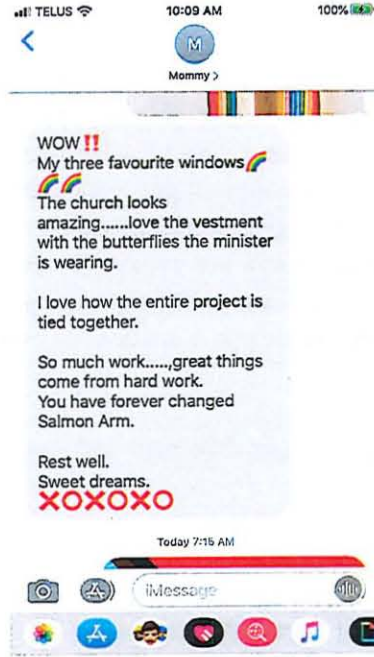 TELUS 10:09 AM 100%
M
Mommy >
WOW ‼️
My three favourite windows🌈
🌈🌈
The church looks
amazing......love the vestment
with the butterflies the minister
is wearing.
I love how the entire project is
tied together.
So much work.....,great things
come from hard work.
You have forever changed
Salmon Arm.
Rest well.
Sweet dreams.
❌⭕❌⭕❌⭕
Today 7:15 AM
iMessage